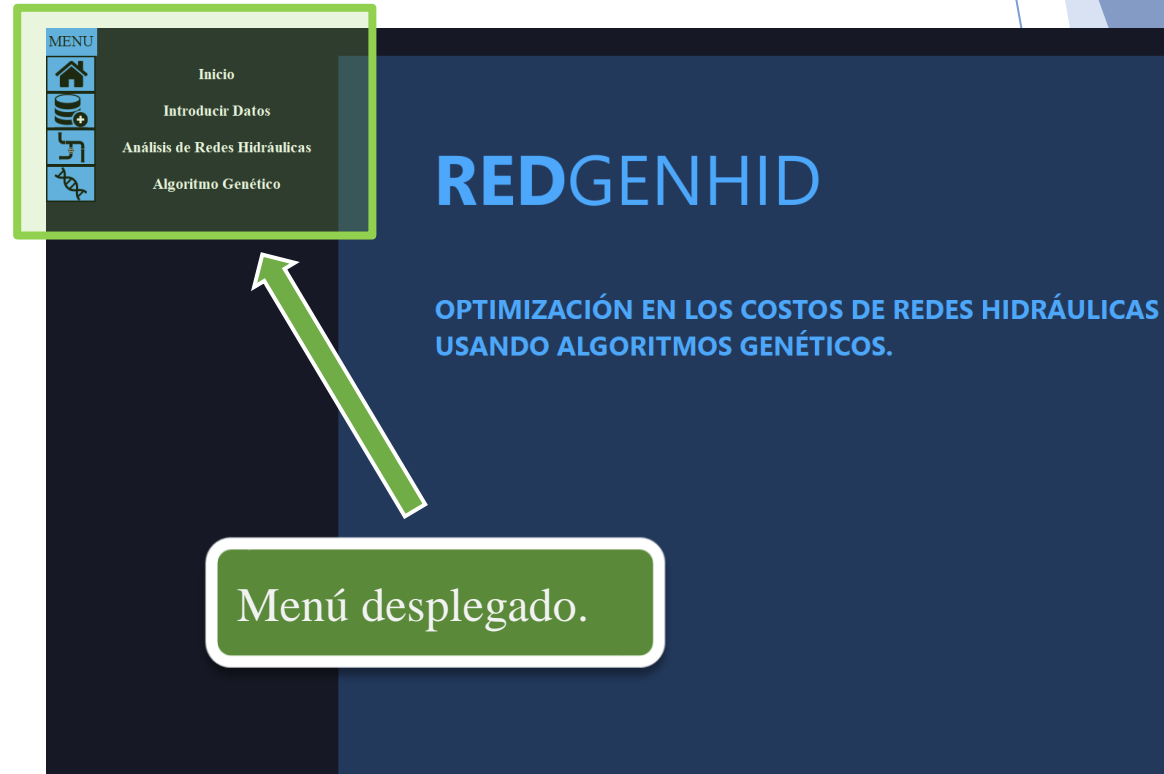 MENU
Inicio
Introducir Datos
Análisis de Redes Hidráulicas
Algoritmo Genético
REDGENHID
OPTIMIZACIÓN EN LOS COSTOS DE REDES HIDRÁULICAS
USANDO ALGORITMOS GENÉTICOS.
Menú desplegado.